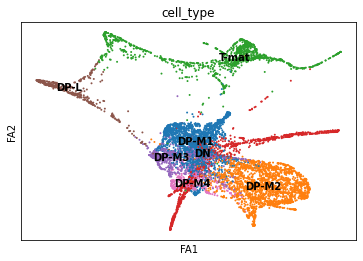 cell_type
T-mat
DP-L
DP-M1
DN
DP-M3
DP-M4
DP-M2
FA2
FA1